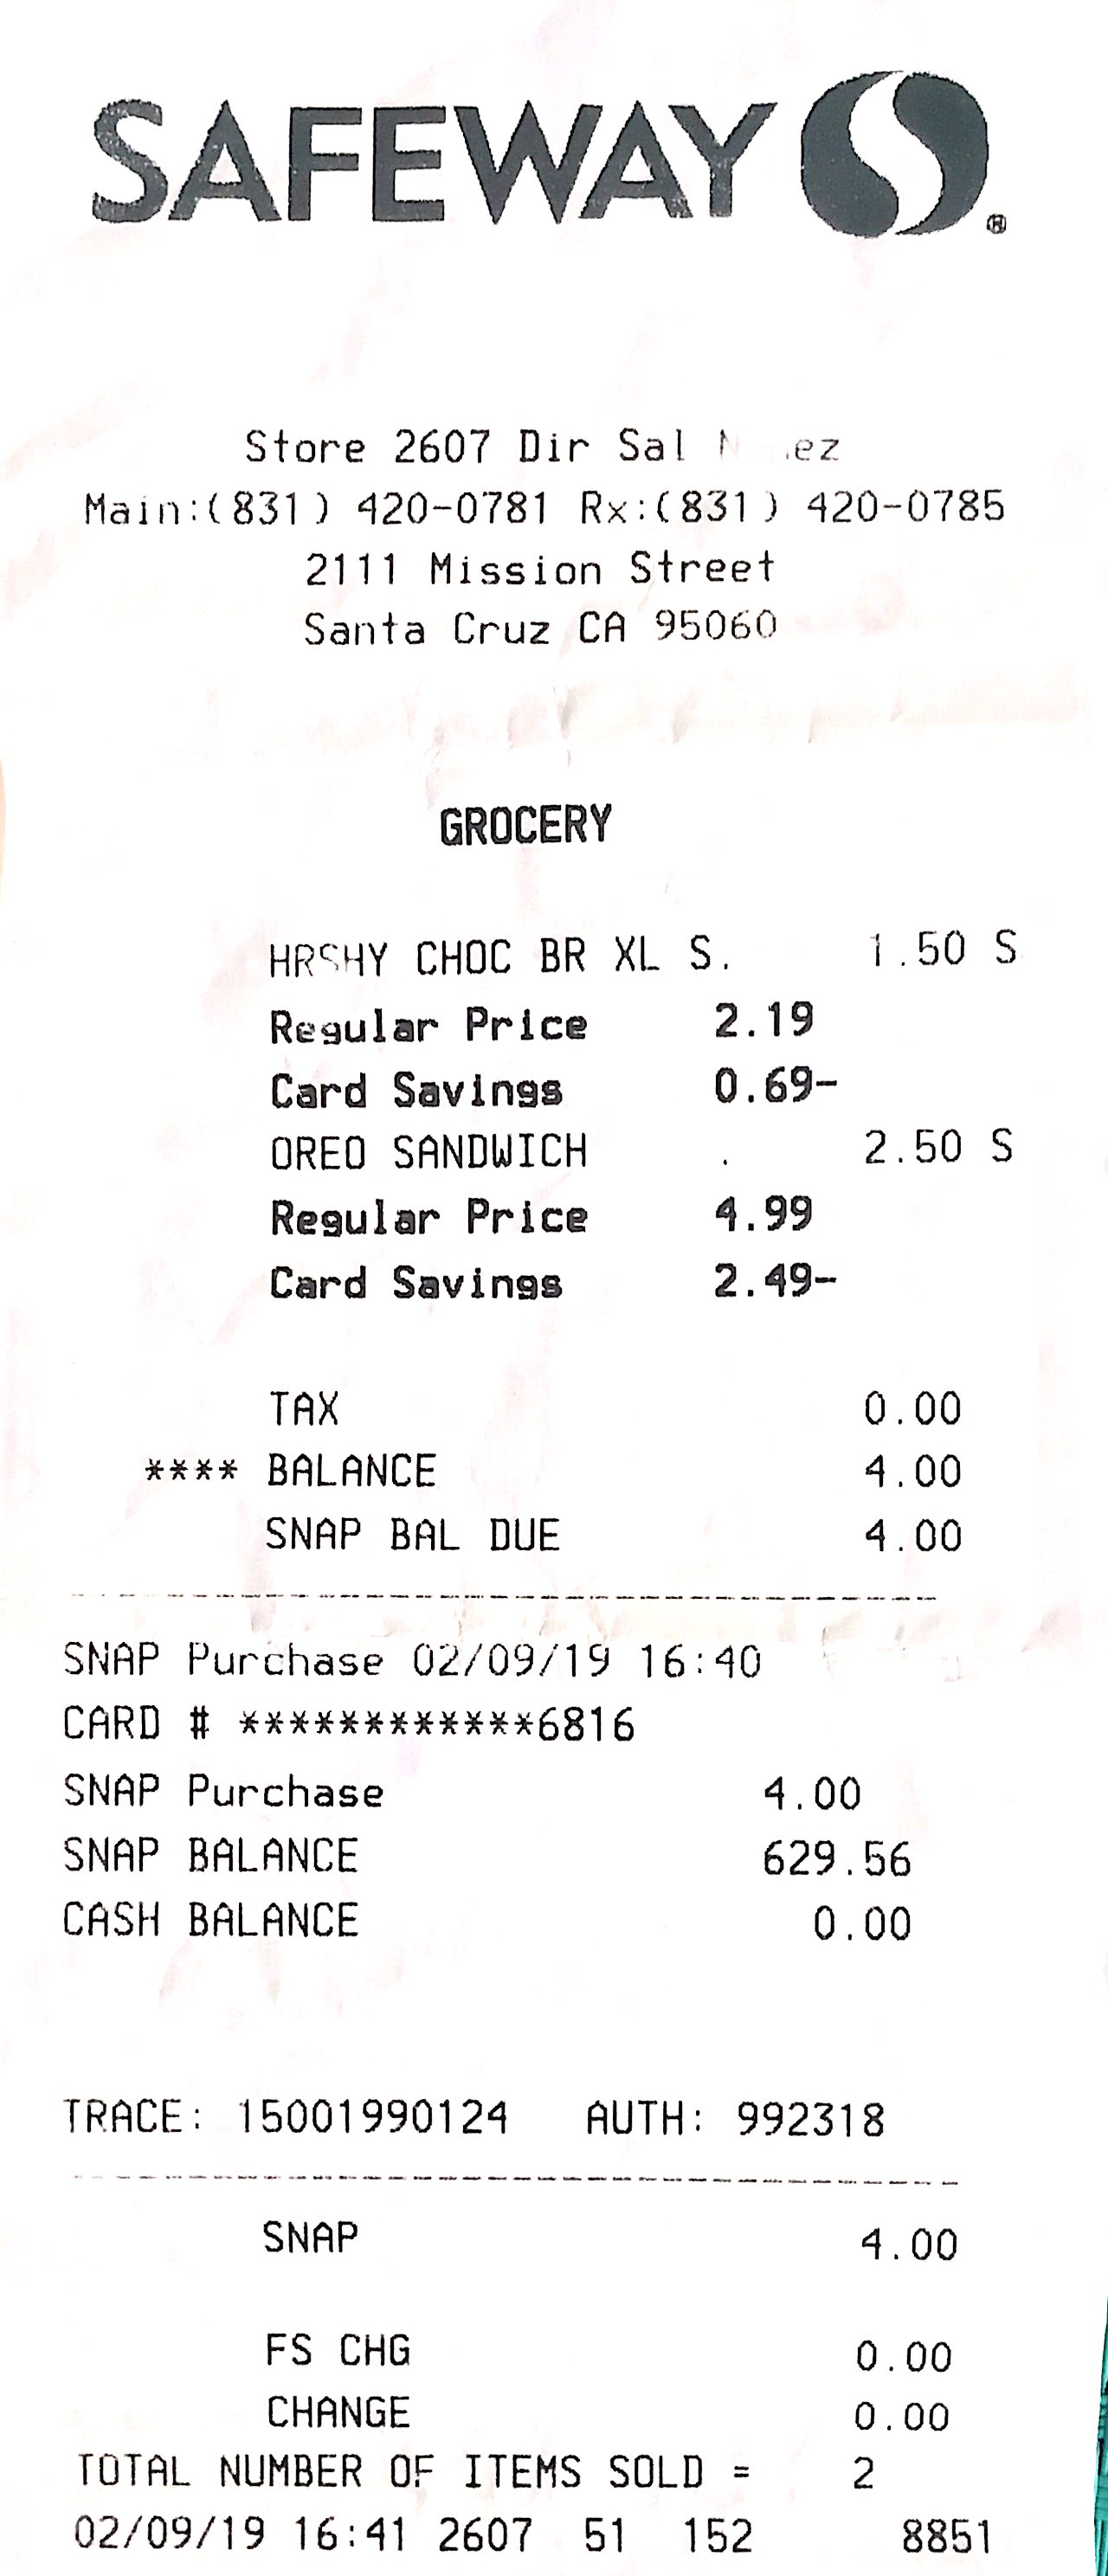 SAFEWAY ®
Store 2607 Dir Sal
Main:(831) 420-0781 Rx:(831) 420-0785
2111 Mission Street
Santa Cruz CA 95060
GROCERY
HRSHY CHOC BR XL S. 1.50 S
Regular Price 2.19
Card Savings 0.69-
OREO SANDWICH . 2.50 S
Regular Price 4.99
Card Savings 2.49-
TAX 0.00
**** BALANCE 4.00
SNAP BAL DUE 4.00
SNAP Purchase 02/09/19 16:40
CARD # ************6816
SNAP Purchase 4.00
SNAP BALANCE 629.56
CASH BALANCE 0.00
TRACE: 15001990124 AUTH: 992318
SNAP 4.00
FS CHG 0.00
CHANGE 0.00
TOTAL NUMBER OF ITEMS SOLD = 2
02/09/19 16:41 2607 51 152 8851